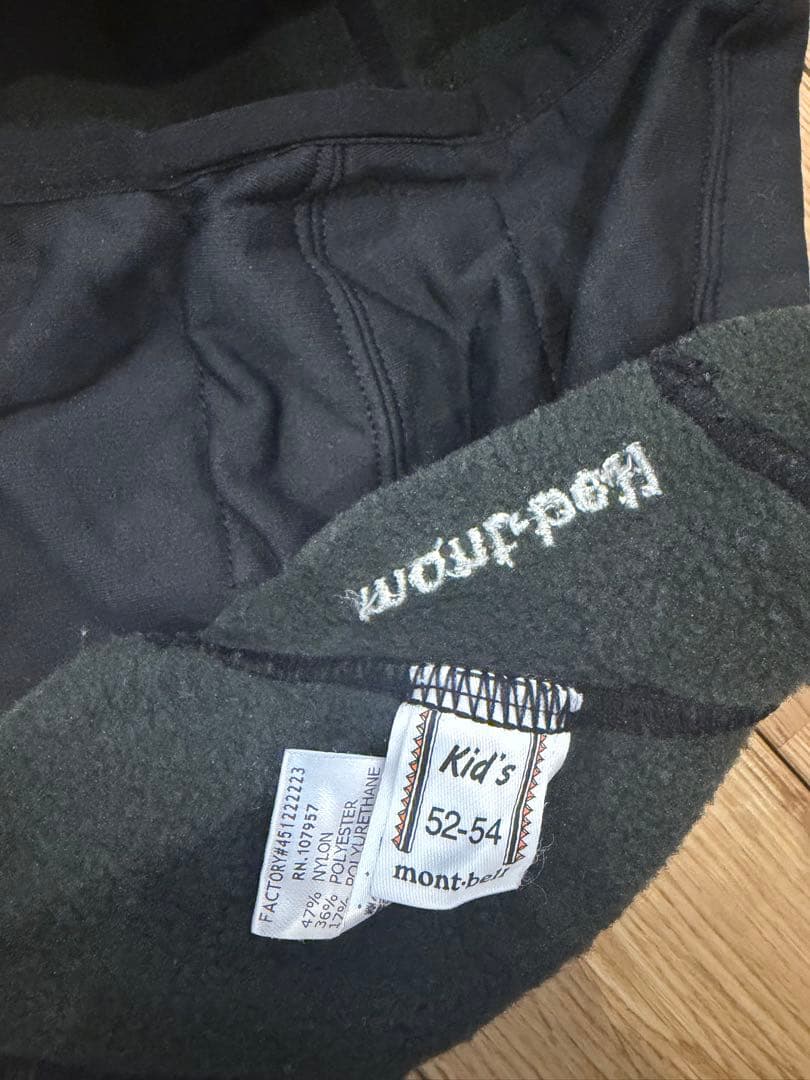 mont-bell
Kid's
52-54
mont·bell
FACTORY#451222223
RN.107957
47% NYLON
36% POLYESTER
17% POLYURETHANE